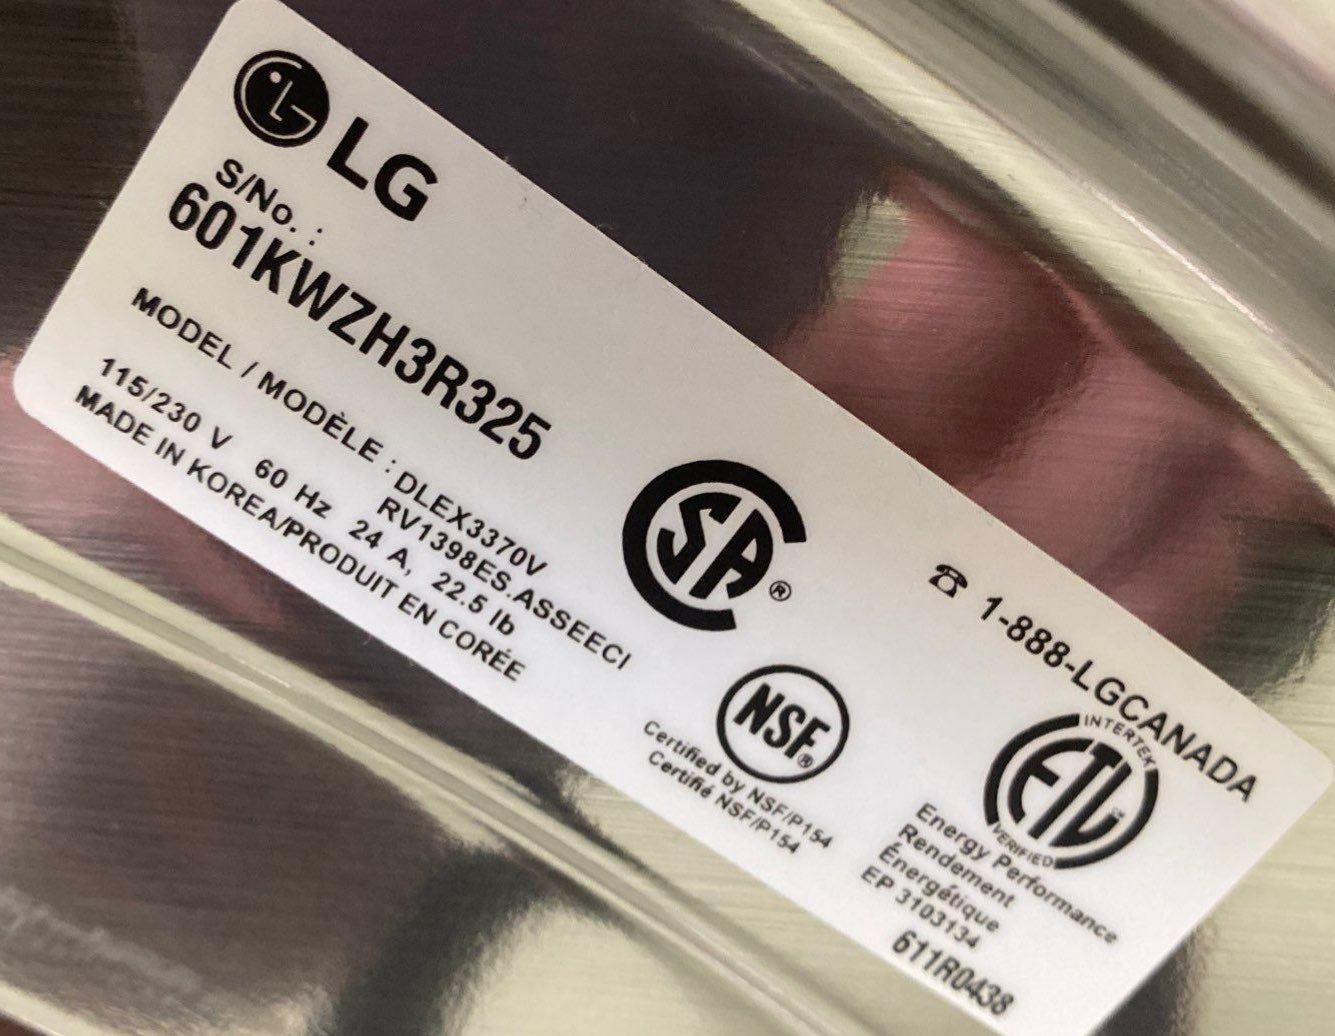 LG
S/No. :
601KWZH3R325
MODEL / MODÈLE : DLEX3370V
RV1398ES.ASSEECI
115/230 V 60 Hz 24 A, 22.5 lb
MADE IN KOREA/PRODUIT EN CORÉE
SA ®
NSF ®
Certified by NSF/P154
Certifié NSF/P154
☎ 1-888-LGCANADA
INTERTEK
ETL
VERIFIED
Energy Performance
Rendement
Énergétique
EP 3103134
611R0438